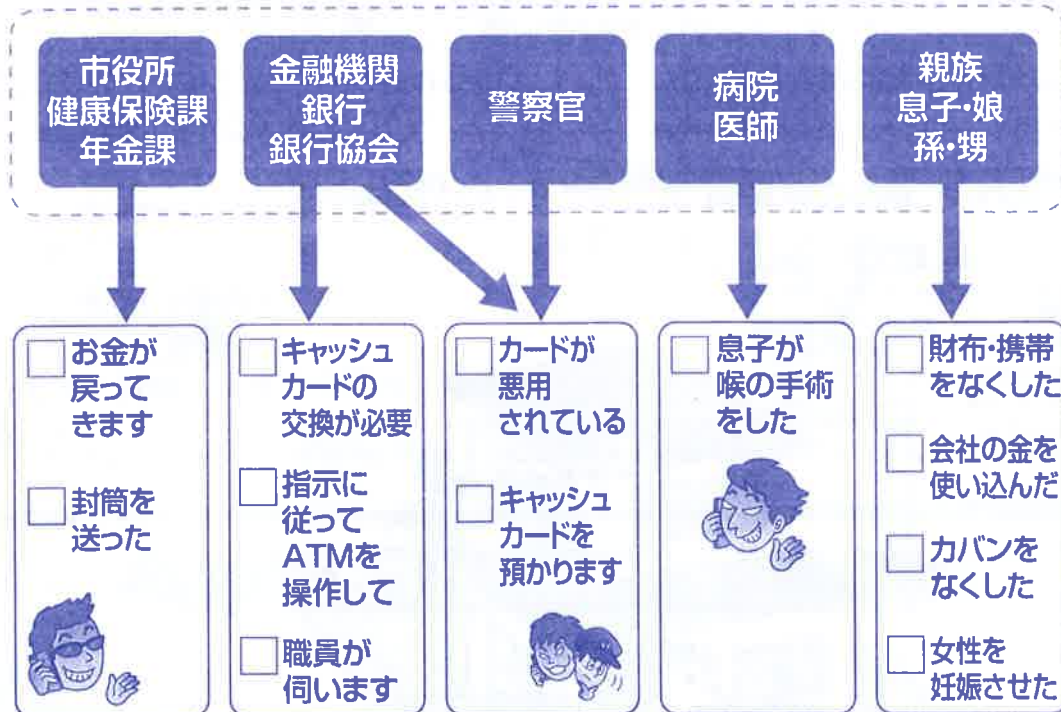 市役所
健康保険課
年金課
金融機関
銀行
銀行協会
警察官
病院
医師
親族
息子・娘
孫・甥
お金が
戻って
きます
封筒を
送った
キャッシュ
カードの
交換が必要
指示に
従って
ATMを
操作して
職員が
伺います
カードが
悪用
されている
キャッシュ
カードを
預かります
息子が
喉の手術
をした
財布・携帯
をなくした
会社の金を
使い込んだ
カバンを
なくした
女性を
妊娠させた